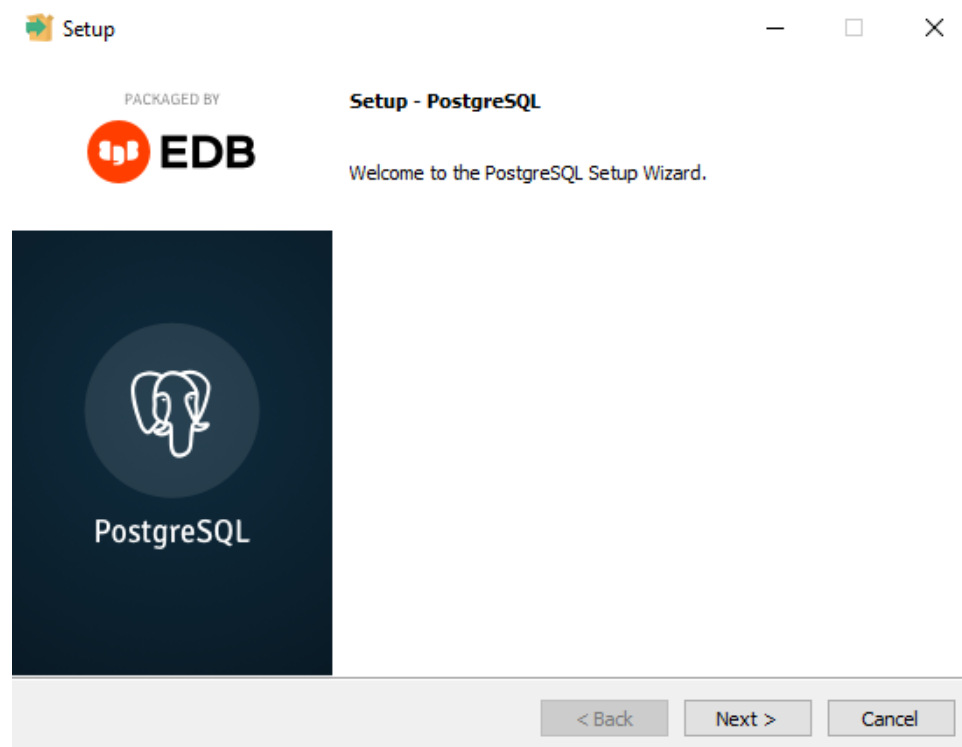 Setup
PACKAGED BY
EDB
Setup - PostgreSQL
Welcome to the PostgreSQL Setup Wizard.
PostgreSQL
< Back
Next >
Cancel